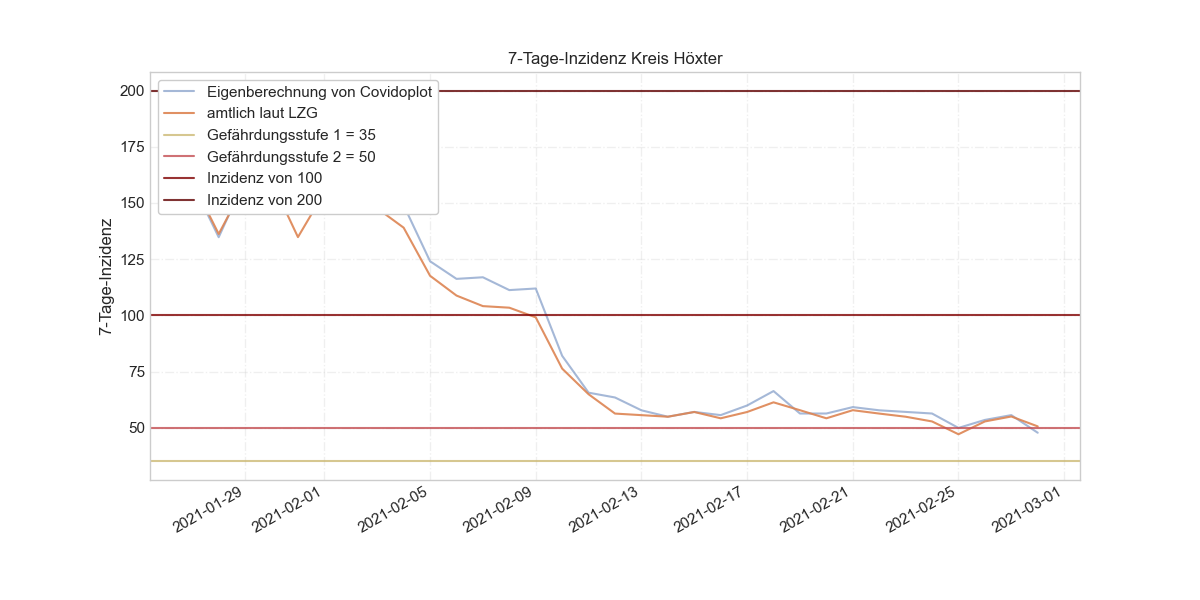 7-Tage-Inzidenz Kreis Höxter
Eigenberechnung von Covidoplot
amtlich laut LZG
Gefährdungsstufe 1 = 35
Gefährdungsstufe 2 = 50
Inzidenz von 100
Inzidenz von 200
7-Tage-Inzidenz
200
175
150
125
100
75
50
2021-01-29
2021-02-01
2021-02-05
2021-02-09
2021-02-13
2021-02-17
2021-02-21
2021-02-25
2021-03-01